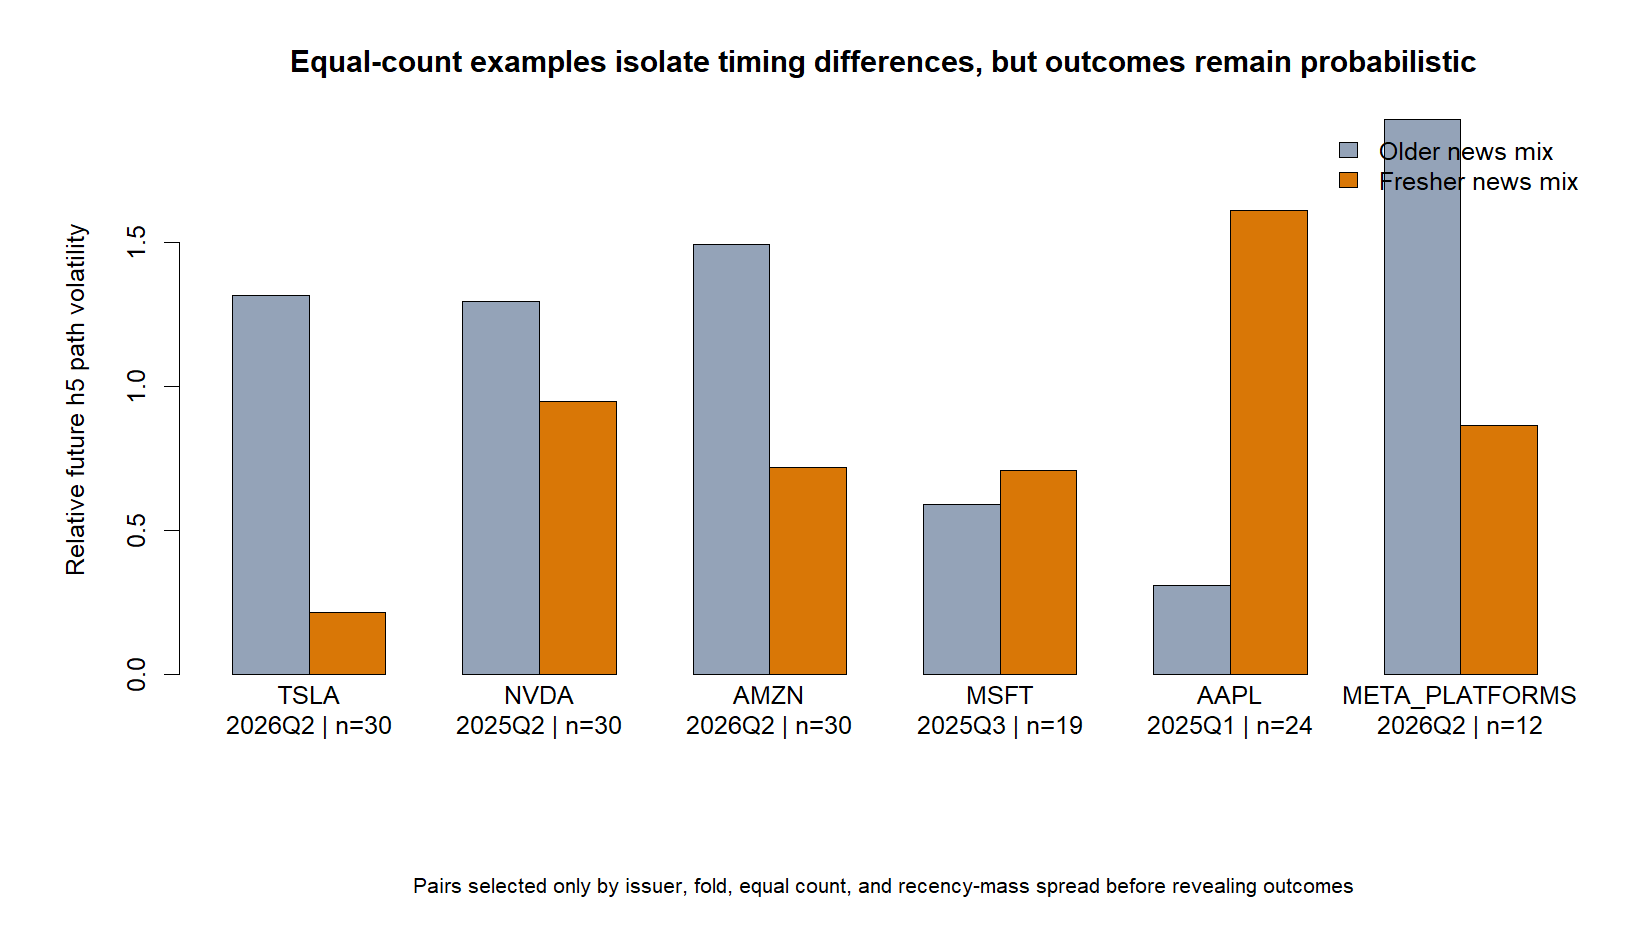 Equal-count examples isolate timing differences, but outcomes remain probabilistic
Older news mix
Fresher news mix
Relative future h5 path volatility
1.5
1.0
0.5
0.0
TSLA
2026Q2 | n=30
NVDA
2025Q2 | n=30
AMZN
2026Q2 | n=30
MSFT
2025Q3 | n=19
AAPL
2025Q1 | n=24
META_PLATFORMS
2026Q2 | n=12
Pairs selected only by issuer, fold, equal count, and recency-mass spread before revealing outcomes